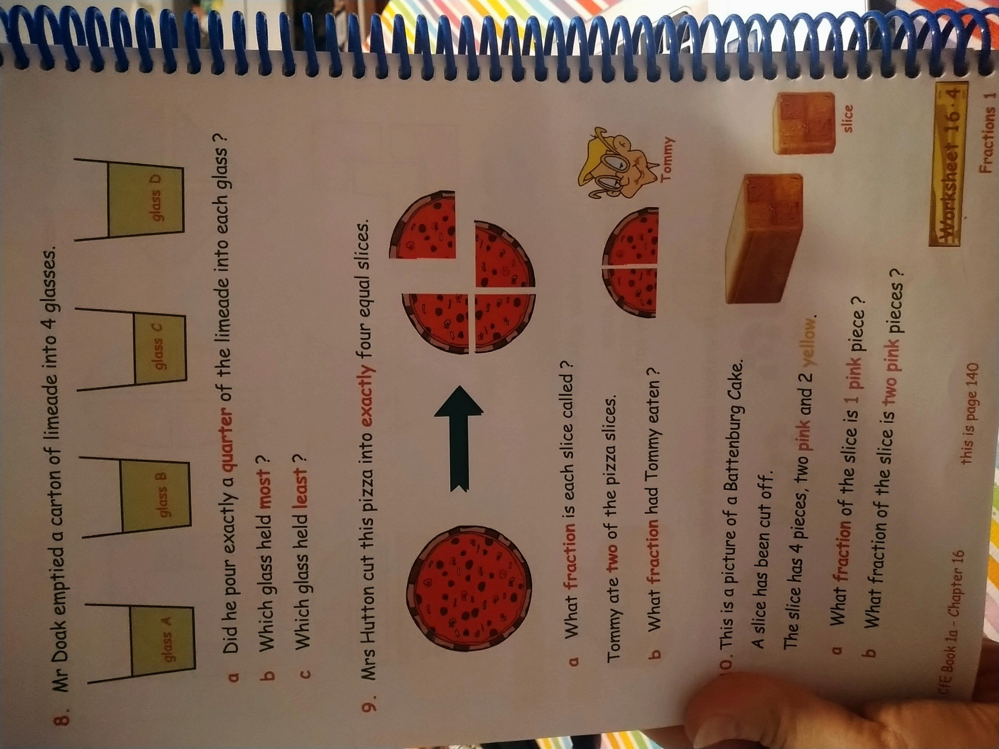 8. Mr Doak emptied a carton of limeade into 4 glasses.
glass A glass B glass C glass D
a Did he pour exactly a quarter of the limeade into each glass?
b Which glass held most?
c Which glass held least?
9. Mrs Hutton cut this pizza into exactly four equal slices.
a What fraction is each slice called?
Tommy ate two of the pizza slices.
b What fraction had Tommy eaten?
Tommy
10. This is a picture of a Battenburg Cake.
A slice has been cut off.
The slice has 4 pieces, two pink and 2 yellow.
slice
a What fraction of the slice is 1 pink piece?
b What fraction of the slice is two pink pieces?
Worksheet 16·4
CfE Book 1a - Chapter 16 this is page 140 Fractions 1